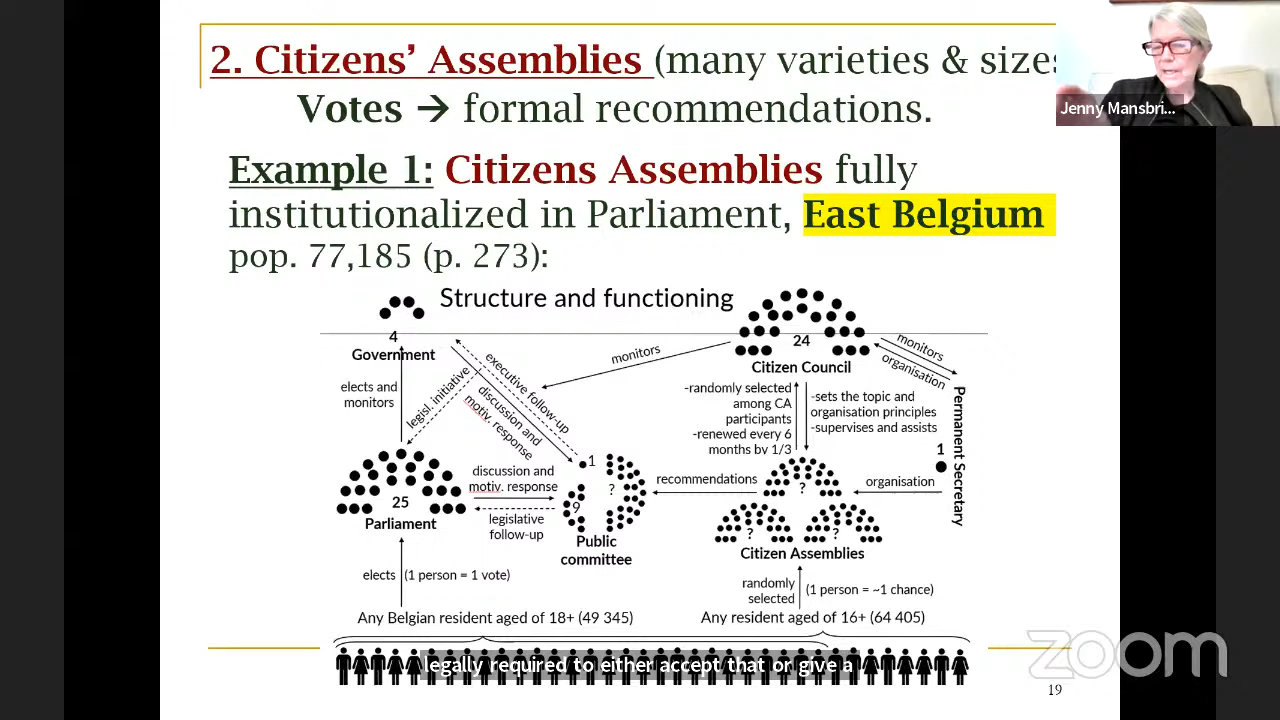 2. Citizens' Assemblies (many varieties & sizes
Votes → formal recommendations.
Example 1: Citizens Assemblies fully
institutionalized in Parliament, East Belgium
pop. 77,185 (p. 273):
Jenny Mansbri...
Structure and functioning
4
Government
24
Citizen Council
monitors
monitors
organisation
elects and
monitors
legisl. initiative
executive follow-up
discussion and
motiv. response
-randomly selected
among CA
participants
-renewed every 6
months by 1/3
-sets the topic and
organisation principles
-supervises and assists
Permanent Secretary
1
25
Parliament
discussion and
motiv. response
legislative
follow-up
1
9
?
Public
committee
recommendations
?
?
?
Citizen Assemblies
organisation
elects (1 person = 1 vote)
randomly
selected
(1 person = ~1 chance)
Any Belgian resident aged of 18+ (49 345)
Any resident aged of 16+ (64 405)
legally required to either accept that or give a
zoom
19